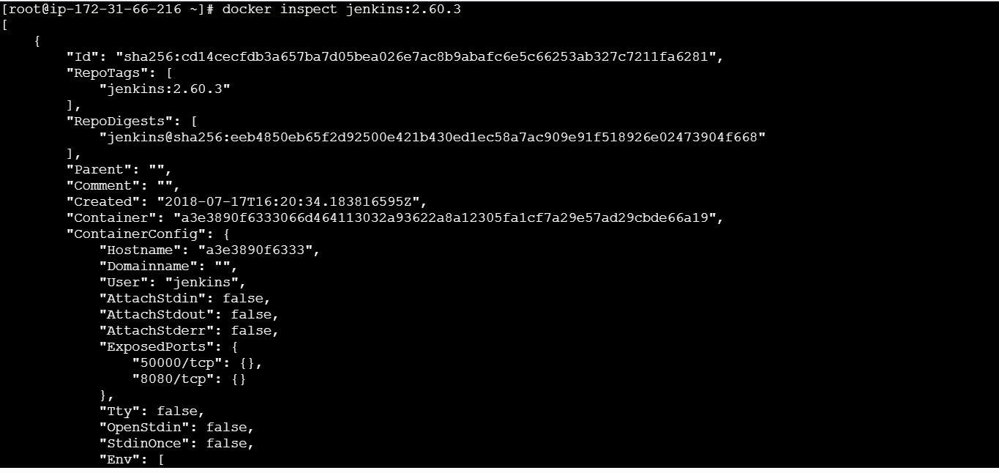 [root@ip-172-31-66-216 ~]# docker inspect jenkins:2.60.3
[
    {
        "Id": "sha256:cd14cecfdb3a657ba7d05bea026e7ac8b9abafc6e5c66253ab327c7211fa6281",
        "RepoTags": [
            "jenkins:2.60.3"
        ],
        "RepoDigests": [
            "jenkins@sha256:eeb4850eb65f2d92500e421b430ed1ec58a7ac909e91f518926e02473904f668"
        ],
        "Parent": "",
        "Comment": "",
        "Created": "2018-07-17T16:20:34.183816595Z",
        "Container": "a3e3890f6333066d464113032a93622a8a12305fa1cf7a29e57ad29cbde66a19",
        "ContainerConfig": {
            "Hostname": "a3e3890f6333",
            "Domainname": "",
            "User": "jenkins",
            "AttachStdin": false,
            "AttachStdout": false,
            "AttachStderr": false,
            "ExposedPorts": {
                "50000/tcp": {},
                "8080/tcp": {}
            },
            "Tty": false,
            "OpenStdin": false,
            "StdinOnce": false,
            "Env": [